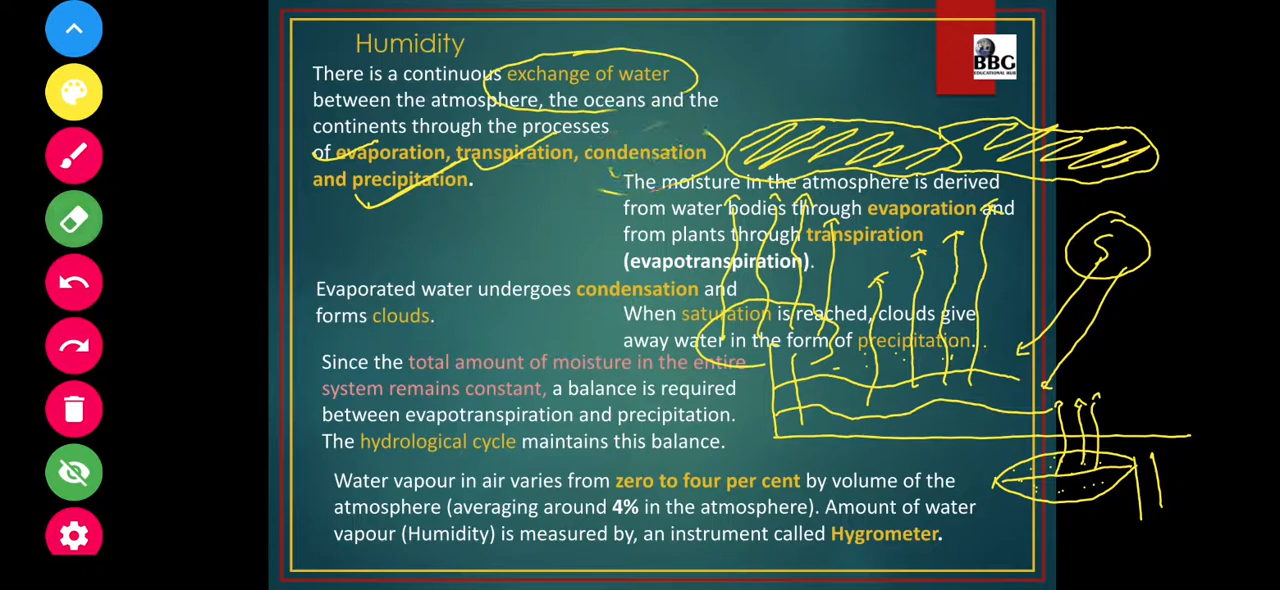 Humidity
There is a continuous exchange of water
between the atmosphere, the oceans and the
continents through the processes
of evaporation, transpiration, condensation
and precipitation.
BBG
EDUCATIONAL HUB
The moisture in the atmosphere is derived
from water bodies through evaporation and
from plants through transpiration
(evapotranspiration).
S
Evaporated water undergoes condensation and
forms clouds.
When saturation is reached, clouds give
away water in the form of precipitation.
Since the total amount of moisture in the entire
system remains constant, a balance is required
between evapotranspiration and precipitation.
The hydrological cycle maintains this balance.
Water vapour in air varies from zero to four per cent by volume of the
atmosphere (averaging around 4% in the atmosphere). Amount of water
vapour (Humidity) is measured by, an instrument called Hygrometer.